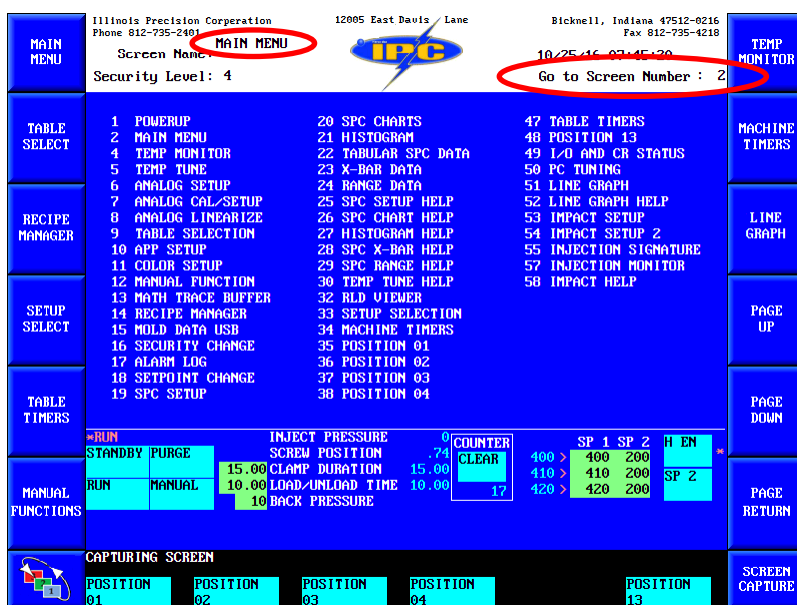 Illinois Precision Corperation
12005 East Davis Lane
Bicknell, Indiana 47512-0216
Phone 812-735-2401
Fax 812-735-4218
Screen Name: MAIN MENU
IPC
10/25/16 07:45:20
Security Level: 4
Go to Screen Number : 2
MAIN MENU
TABLE SELECT
RECIPE MANAGER
SETUP SELECT
TABLE TIMERS
MANUAL FUNCTIONS
1 POWERUP
2 MAIN MENU
4 TEMP MONITOR
5 TEMP TUNE
6 ANALOG SETUP
7 ANALOG CAL/SETUP
8 ANALOG LINEARIZE
9 TABLE SELECTION
10 APP SETUP
11 COLOR SETUP
12 MANUAL FUNCTION
13 MATH TRACE BUFFER
14 RECIPE MANAGER
15 MOLD DATA USB
16 SECURITY CHANGE
17 ALARM LOG
18 SETPOINT CHANGE
19 SPC SETUP
20 SPC CHARTS
21 HISTOGRAM
22 TABULAR SPC DATA
23 X-BAR DATA
24 RANGE DATA
25 SPC SETUP HELP
26 SPC CHART HELP
27 HISTOGRAM HELP
28 SPC X-BAR HELP
29 SPC RANGE HELP
30 TEMP TUNE HELP
32 RLD VIEWER
33 SETUP SELECTION
34 MACHINE TIMERS
35 POSITION 01
36 POSITION 02
37 POSITION 03
38 POSITION 04
47 TABLE TIMERS
48 POSITION 13
49 I/O AND CR STATUS
50 PC TUNING
51 LINE GRAPH
52 LINE GRAPH HELP
53 IMPACT SETUP
54 IMPACT SETUP 2
55 INJECTION SIGNATURE
57 INJECTION MONITOR
58 IMPACT HELP
TEMP MONITOR
MACHINE TIMERS
LINE GRAPH
PAGE UP
PAGE DOWN
PAGE RETURN
SCREEN CAPTURE
*RUN
STANDBY PURGE
RUN MANUAL
INJECT PRESSURE 0
SCREW POSITION .74
15.00 CLAMP DURATION 15.00
10.00 LOAD/UNLOAD TIME 10.00
10 BACK PRESSURE
COUNTER
CLEAR
17
SP 1 SP 2
400 > 400 200 *
410 > 410 200
420 > 420 200
H EN
SP 2
CAPTURING SCREEN
POSITION 01
POSITION 02
POSITION 03
POSITION 04
POSITION 13
1